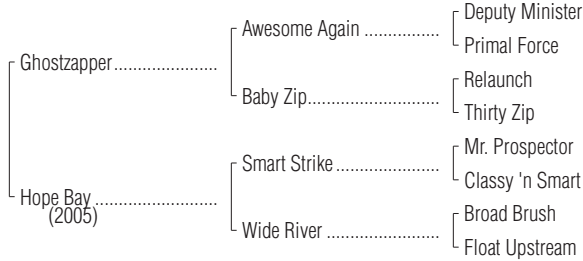 Deputy Minister
Awesome Again ................
Primal Force
Ghostzapper......................
Relaunch
Baby Zip............................
Thirty Zip
Mr. Prospector
Smart Strike ......................
Classy 'n Smart
Hope Bay ..........................
(2005)
Broad Brush
Wide River ........................
Float Upstream